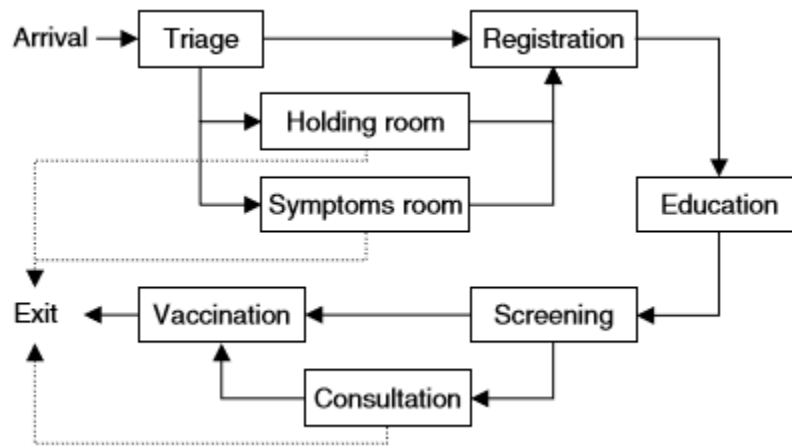 Arrival
Triage
Registration
Holding room
Symptoms room
Education
Exit
Vaccination
Screening
Consultation